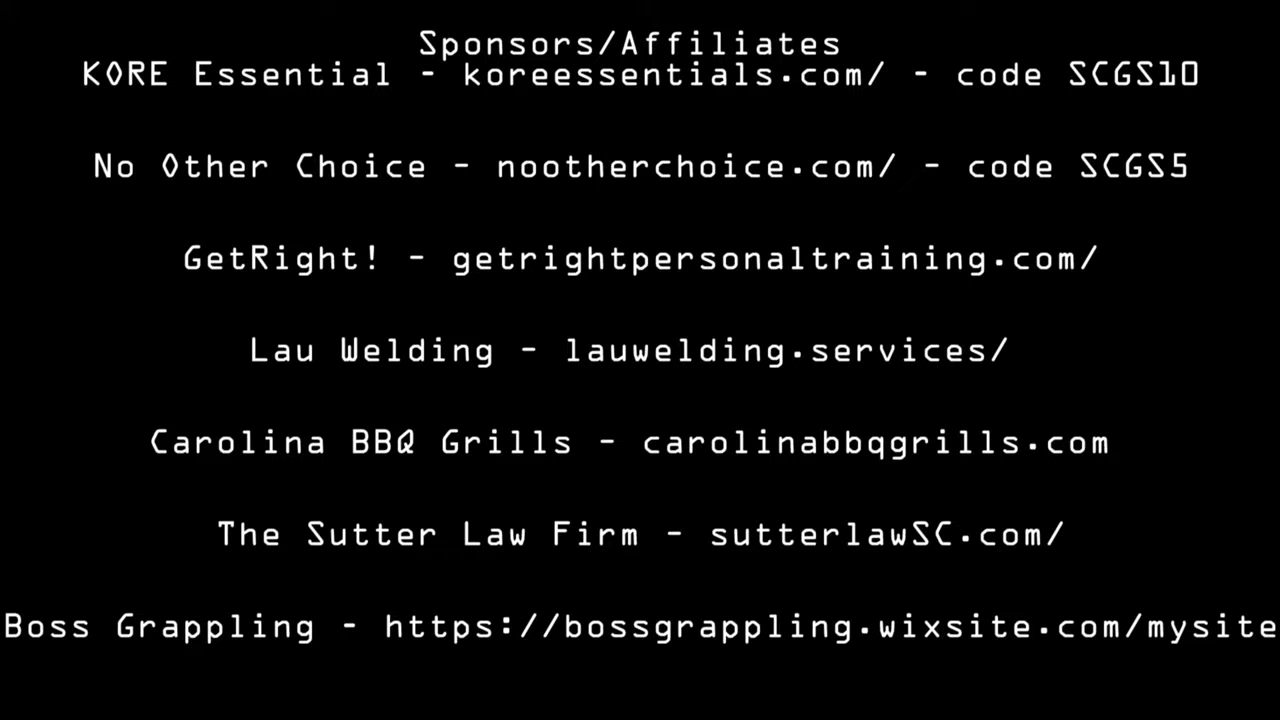 Sponsors/Affiliates
KORE Essential - koreessentials.com/ - code SCGS10
No Other Choice - nootherchoice.com/ - code SCGS5
GetRight! - getrightpersonaltraining.com/
Lau Welding - lauwelding.services/
Carolina BBQ Grills - carolinabbqgrills.com
The Sutter Law Firm - sutterlawSC.com/
Boss Grappling - https://bossgrappling.wixsite.com/mysite